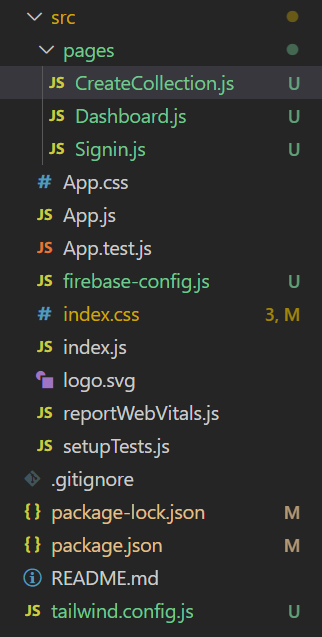 src
pages
JS CreateCollection.js U
JS Dashboard.js U
JS Signin.js U
# App.css
JS App.js
JS App.test.js
JS firebase-config.js U
# index.css 3, M
JS index.js
logo.svg
JS reportWebVitals.js
JS setupTests.js
.gitignore
{ } package-lock.json M
{ } package.json M
README.md
JS tailwind.config.js U